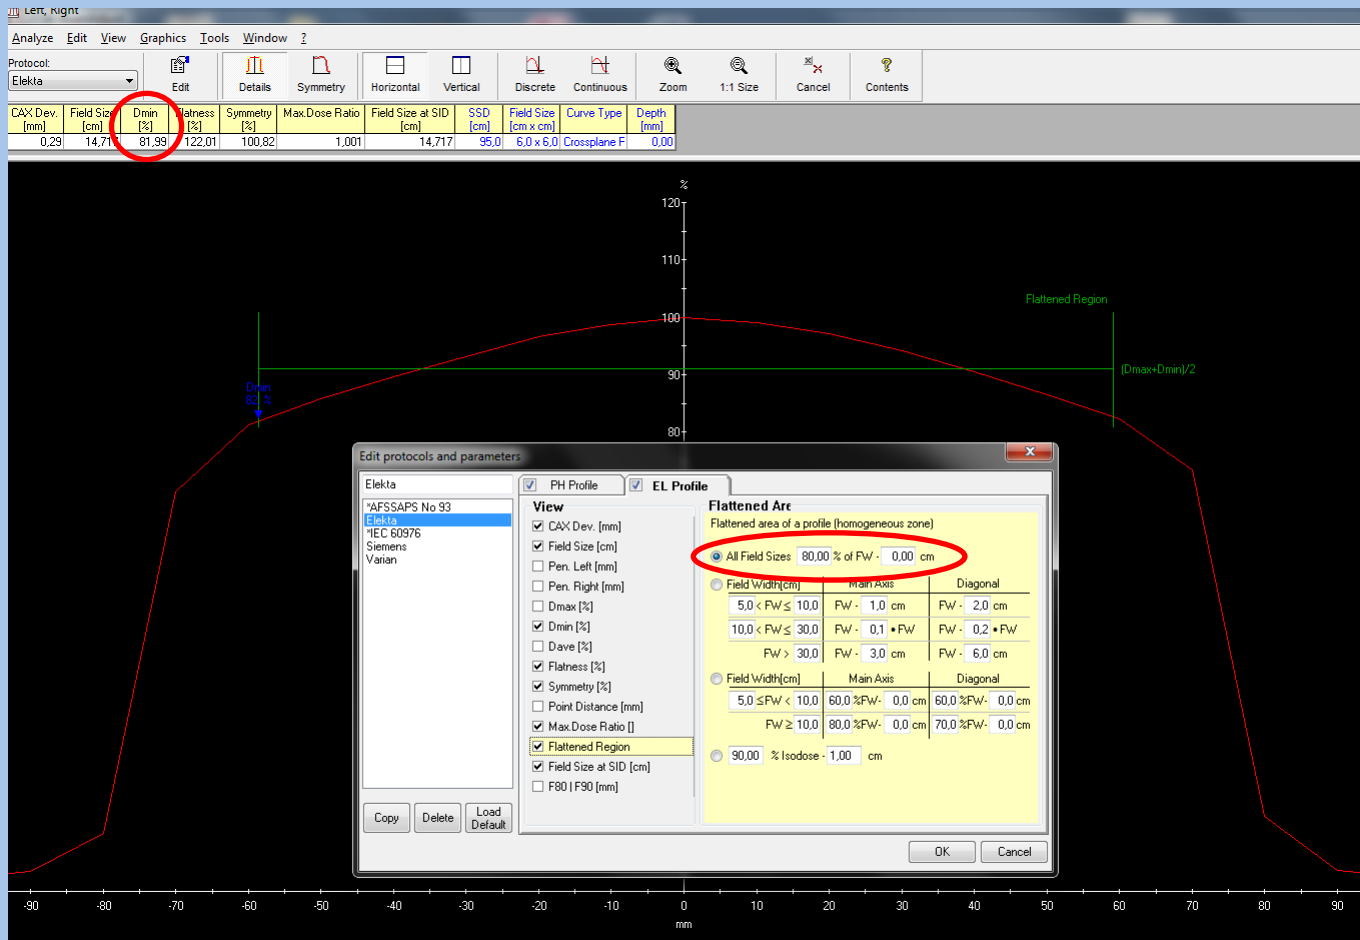 Left, Right
Analyze Edit View Graphics Tools Window ?
Protocol:
Elekta
Edit Details Symmetry Horizontal Vertical Discrete Continuous Zoom 1:1 Size Cancel Contents
CAX Dev. [mm] Field Size [cm] Dmin [%] Flatness [%] Symmetry [%] Max.Dose Ratio Field Size at SID [cm] SSD [cm] Field Size [cm x cm] Curve Type Depth [mm]
0,29 14,717 81,99 122,01 100,82 1,001 14,717 95,0 6,0 x 6,0 Crossplane F 0,00
%
120
110
Flattened Region
100
90
(Dmax+Dmin)/2
Dmin
82 %
80
Edit protocols and parameters
Elekta
*AFSSAPS No 93
Elekta
*IEC 60976
Siemens
Varian
Copy Delete Load Default
PH Profile EL Profile
View
CAX Dev. [mm]
Field Size [cm]
Pen. Left [mm]
Pen. Right [mm]
Dmax [%]
Dmin [%]
Dave [%]
Flatness [%]
Symmetry [%]
Point Distance [mm]
Max.Dose Ratio []
Flattened Region
Field Size at SID [cm]
F80 | F90 [mm]
Flattened Are
Flattened area of a profile (homogeneous zone)
All Field Sizes 80,00 % of FW - 0,00 cm
Field Width[cm] Main Axis Diagonal
5,0 < FW ≤ 10,0 FW - 1,0 cm FW - 2,0 cm
10,0 < FW ≤ 30,0 FW - 0,1 • FW FW - 0,2 • FW
FW > 30,0 FW - 3,0 cm FW - 6,0 cm
Field Width[cm] Main Axis Diagonal
5,0 ≤FW < 10,0 60,0 %FW- 0,0 cm 60,0 %FW- 0,0 cm
FW ≥ 10,0 80,0 %FW- 0,0 cm 70,0 %FW- 0,0 cm
90,00 % Isodose - 1,00 cm
OK Cancel
-90 -80 -70 -60 -50 -40 -30 -20 -10 0 10 20 30 40 50 60 70 80 90
mm